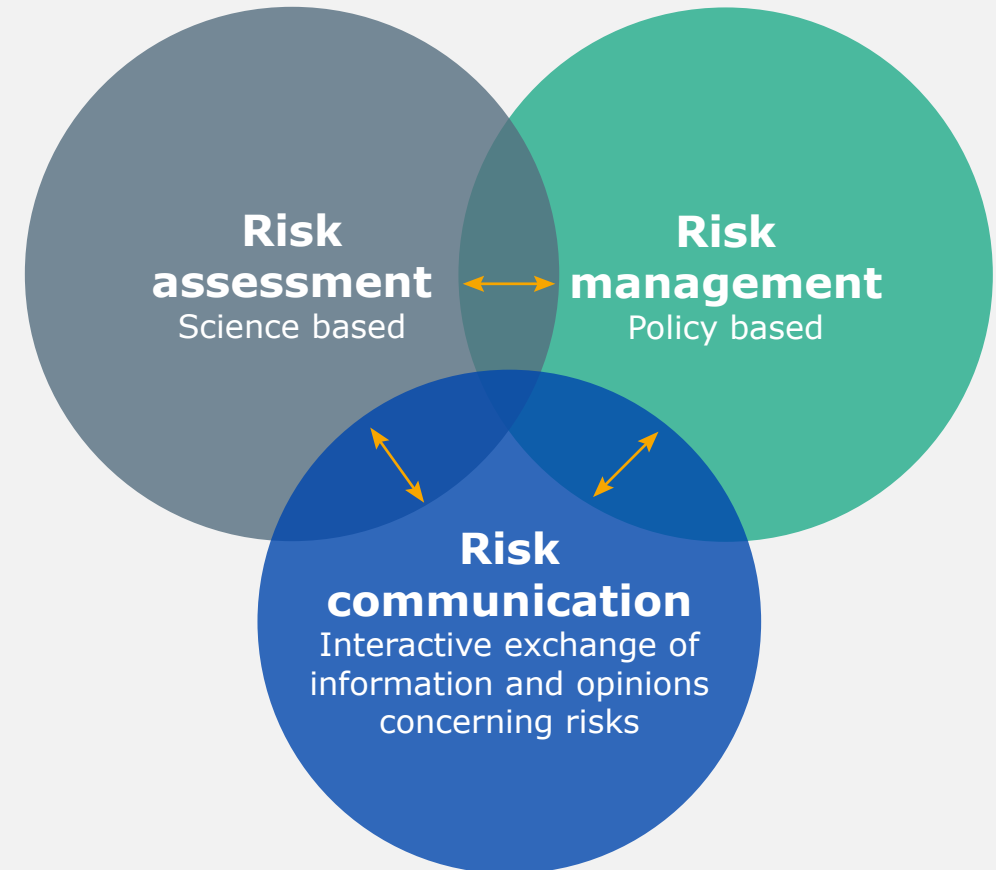 Risk
assessment
Science based
Risk
management
Policy based
Risk
communication
Interactive exchange of
information and opinions
concerning risks